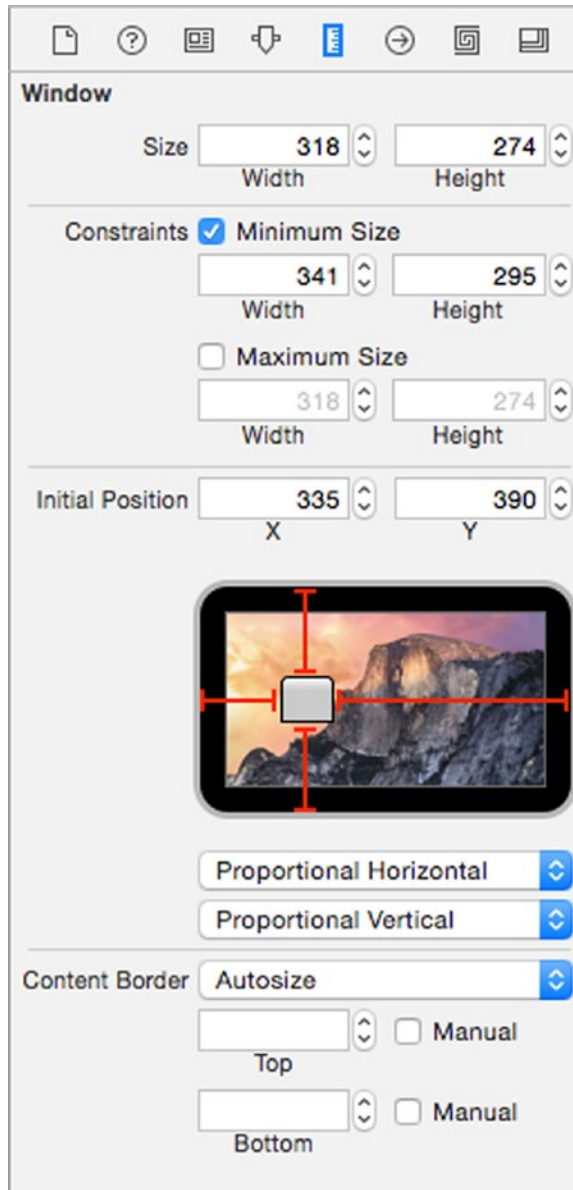 Window
Size 318 274
Width Height
Constraints Minimum Size
341 295
Width Height
Maximum Size
318 274
Width Height
Initial Position 335 390
X Y
Proportional Horizontal
Proportional Vertical
Content Border Autosize
Manual
Top
Manual
Bottom